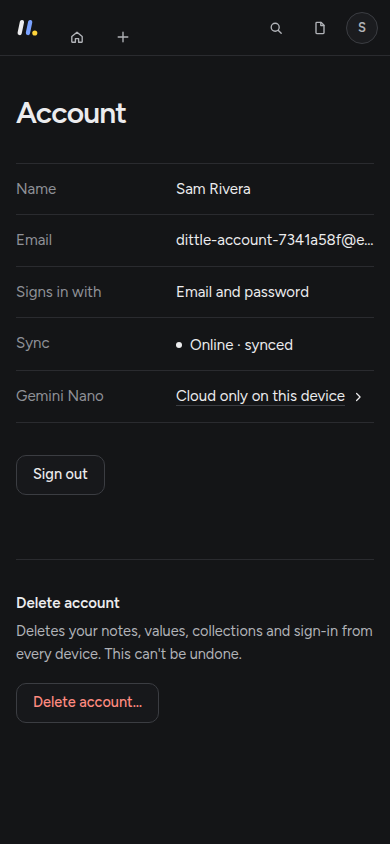 S
Account
Name Sam Rivera
Email dittle-account-7341a58f@e...
Signs in with Email and password
Sync Online · synced
Gemini Nano Cloud only on this device
Sign out
Delete account
Deletes your notes, values, collections and sign-in from
every device. This can't be undone.
Delete account...